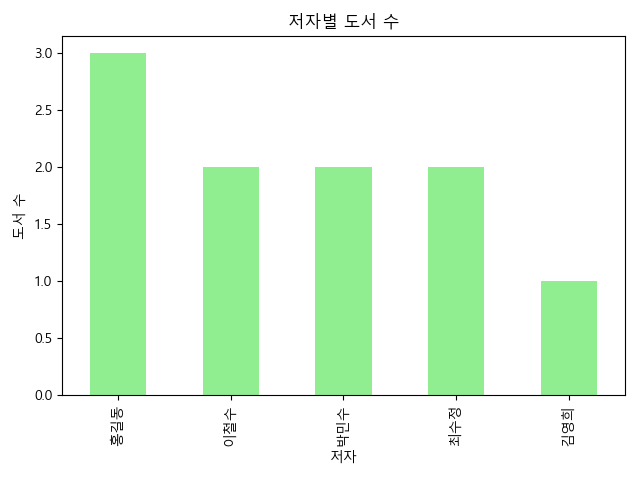 저자별 도서 수
도서 수
3.0
2.5
2.0
1.5
1.0
0.5
0.0
홍길동
이철수
박민수
최수정
김영희
저자